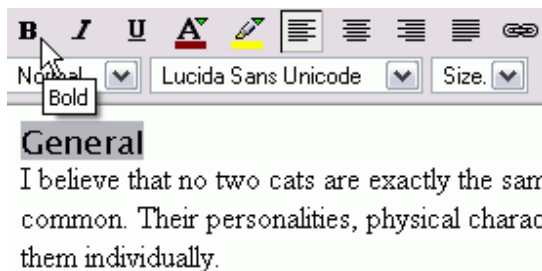 B I U A
Normal Lucida Sans Unicode Size.
Bold
General
I believe that no two cats are exactly the sam
common. Their personalities, physical charac
them individually.